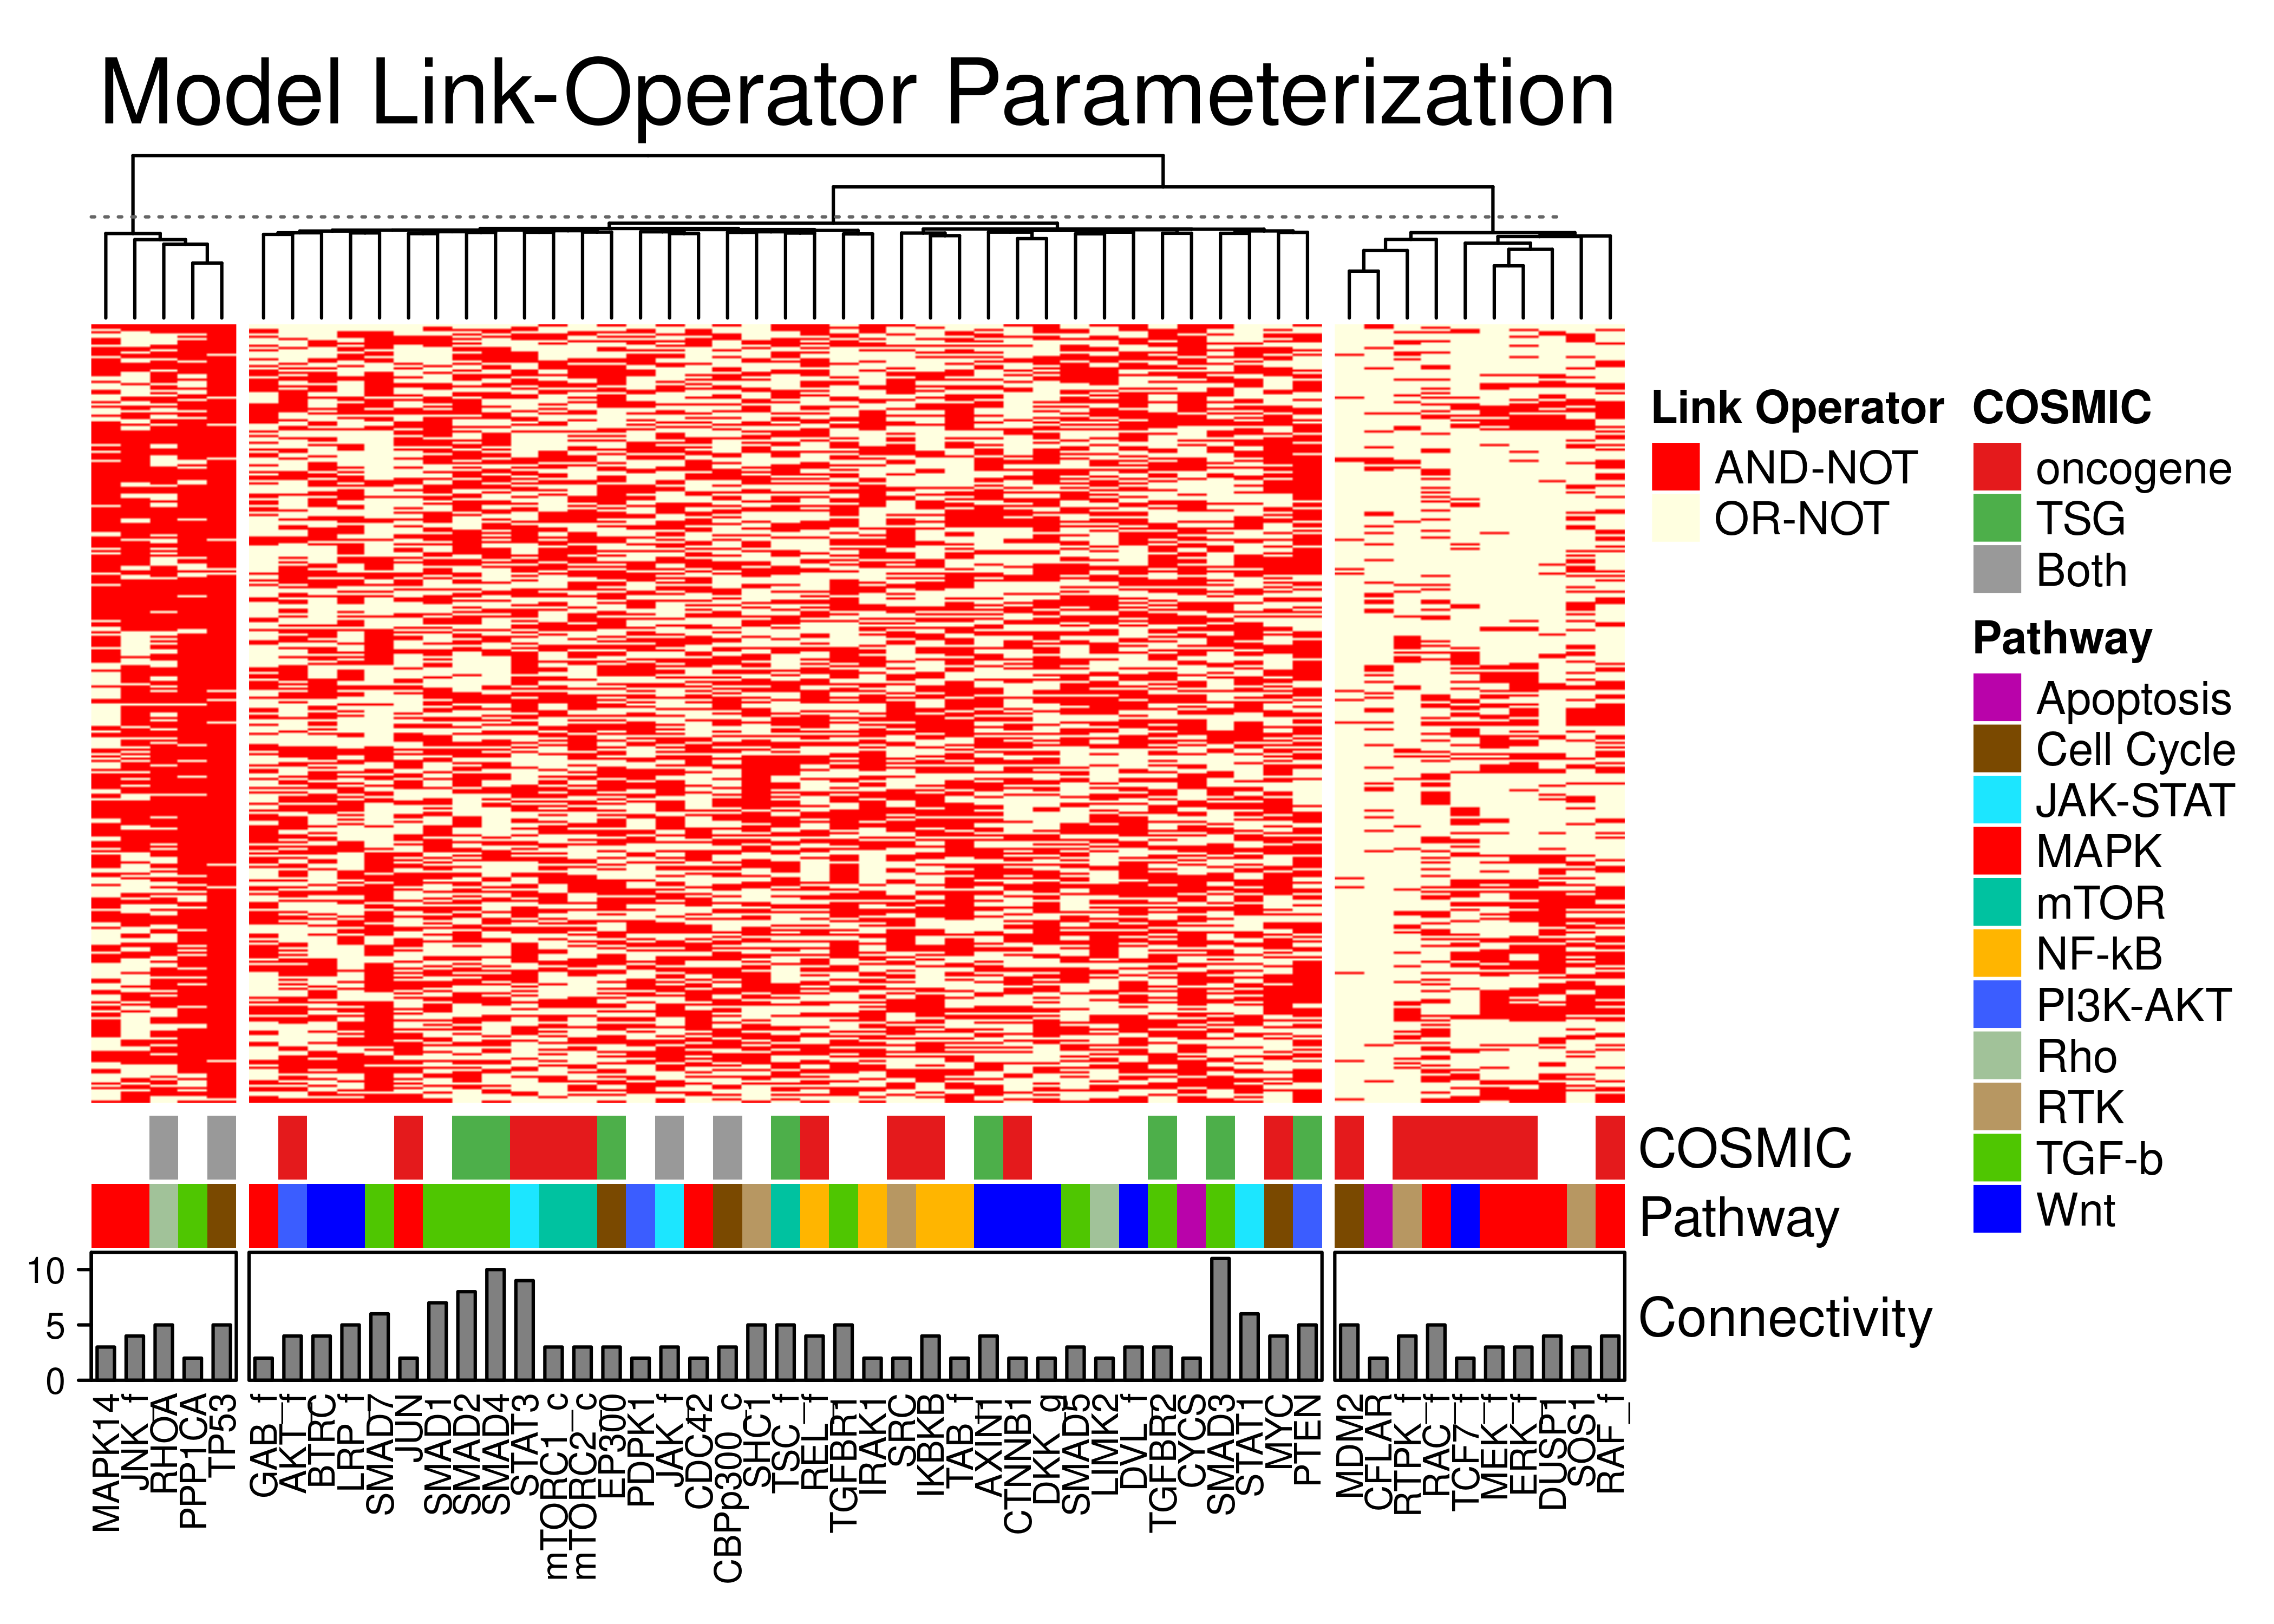 Model Link-Operator Parameterization
Link Operator
AND-NOT
OR-NOT
COSMIC
oncogene
TSG
Both
Pathway
Apoptosis
Cell Cycle
JAK-STAT
MAPK
mTOR
NF-kB
PI3K-AKT
Rho
RTK
TGF-b
Wnt
COSMIC
Pathway
Connectivity
10
5
0
MAPK14
JNK_f
RHOA
PPP1CA
TP53
GAB_f
AKT_f
BTRC
LRP_f
SMAD7
JUN
SMAD1
SMAD2
SMAD4
STAT3
mTORC1_c
mTORC2_c
EP300
PDPK1
JAK_f
CDC42
CBPp300_c
SHC1
TSC_f
REL_f
TGFBR1
IRAK1
SRC
IKBKB
TAB_f
AXIN1
CTNNB1
DKK_g
SMAD5
LIMK2
DVL_f
TGFBR2
CYCS
SMAD3
STAT1
MYC
PTEN
MDM2
CFLAR
RTPK_f
RAC_f
TCF7_f
MEK_f
ERK_f
DUSP1
SOS1
RAF_f